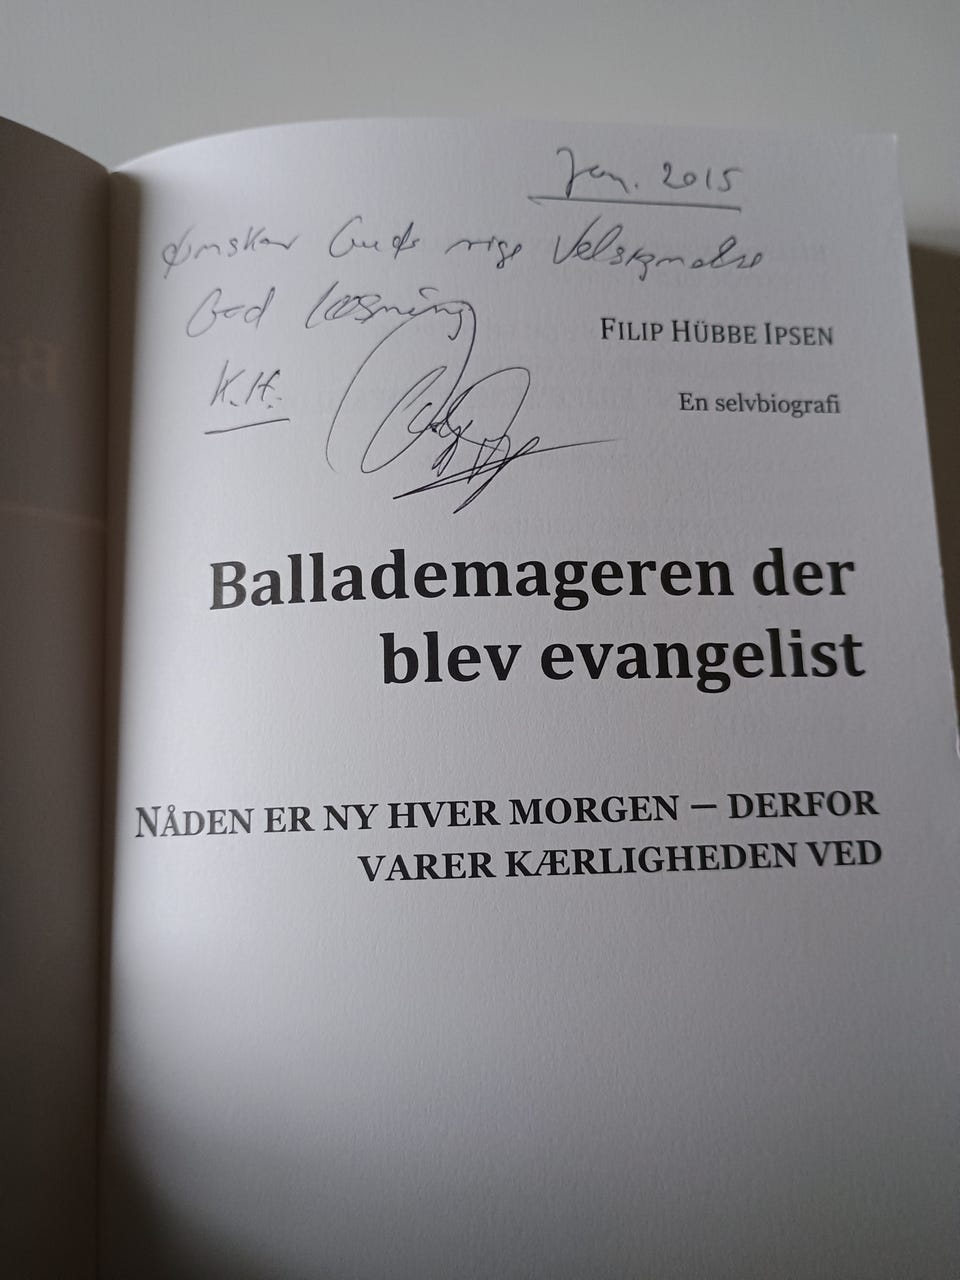 Jan. 2015
ønsker Guds rige Velsignelse
God læsning
K.H.
FILIP HÜBBE IPSEN
En selvbiografi
Ballademageren der
blev evangelist
NÅDEN ER NY HVER MORGEN – DERFOR
VARER KÆRLIGHEDEN VED